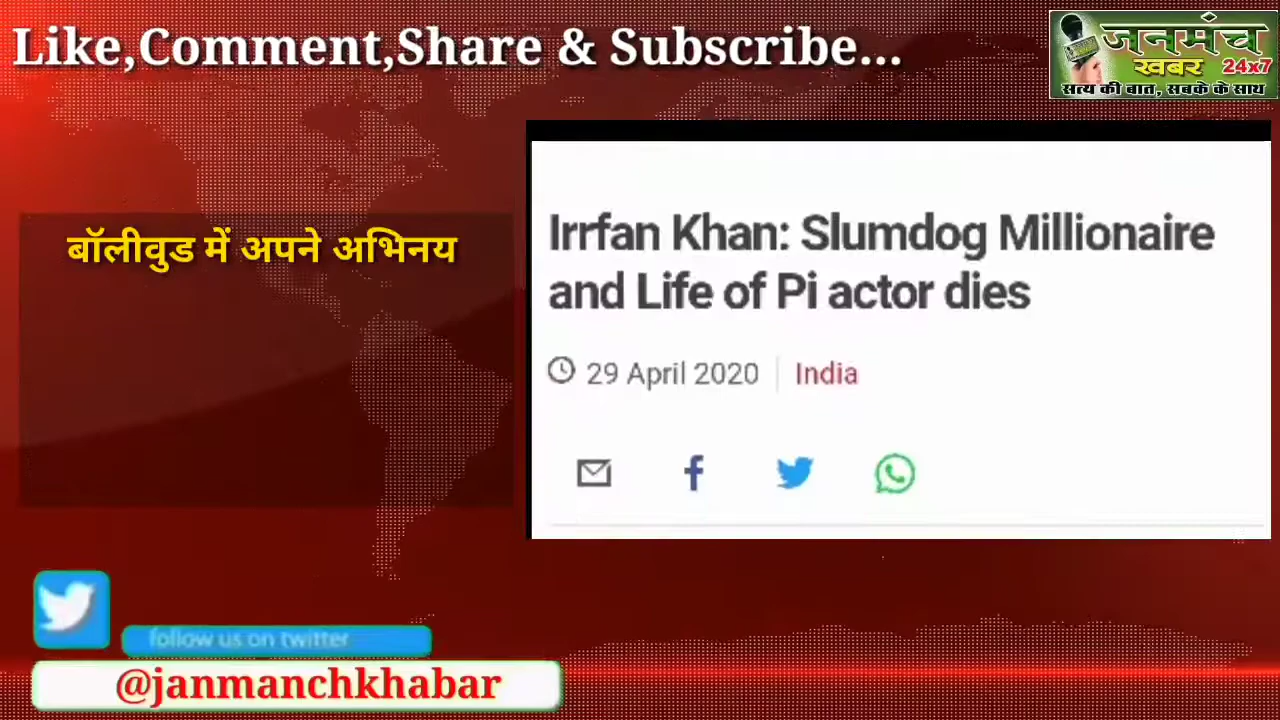 Like,Comment,Share & Subscribe...
जनमंच
खबर 24x7
सत्य की बात, सबके के साथ
बॉलीवुड में अपने अभिनय
Irrfan Khan: Slumdog Millionaire
and Life of Pi actor dies
29 April 2020 India
follow us on twitter
@janmanchkhabar